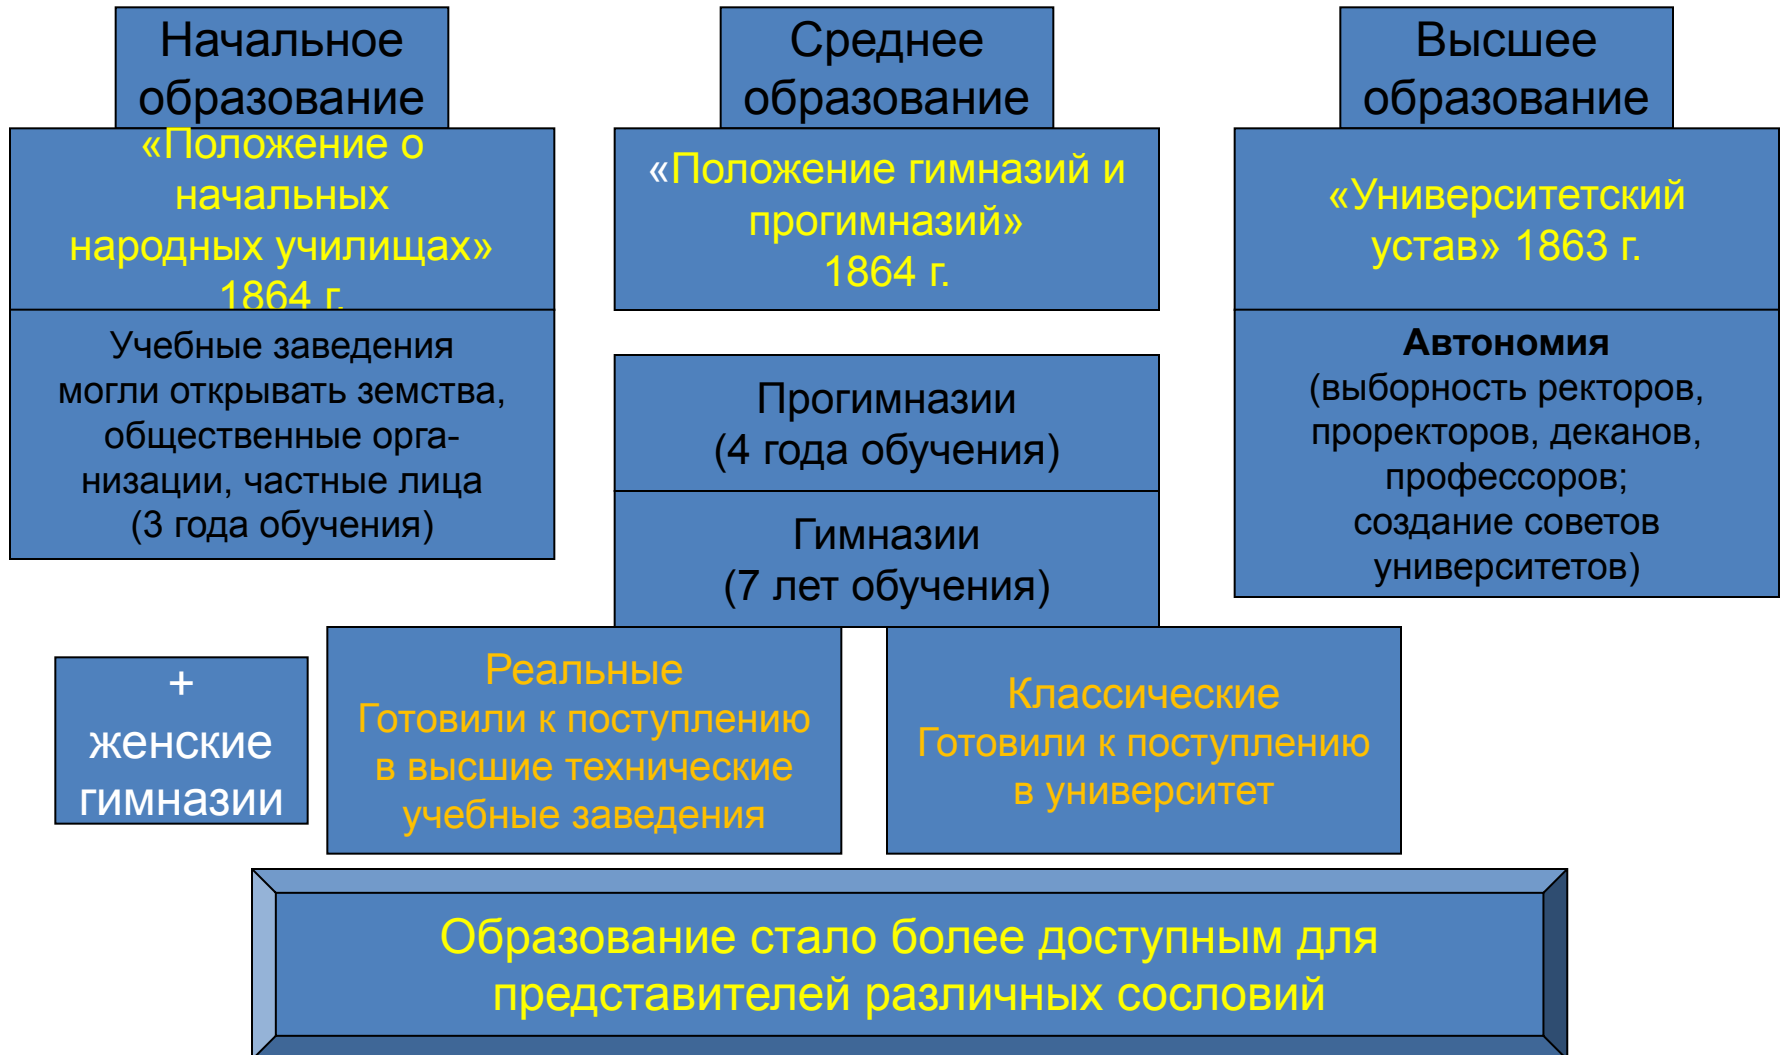 Начальное
образование
«Положение о
начальных
народных училищах»
1864 г.
Учебные заведения
могли открывать земства,
общественные орга-
низации, частные лица
(3 года обучения)
Среднее
образование
«Положение гимназий и
прогимназий»
1864 г.
Прогимназии
(4 года обучения)
Гимназии
(7 лет обучения)
Высшее
образование
«Университетский
устав» 1863 г.
Автономия
(выборность ректоров,
проректоров, деканов,
профессоров;
создание советов
университетов)
+
женские
гимназии
Реальные
Готовили к поступлению
в высшие технические
учебные заведения
Классические
Готовили к поступлению
в университет
Образование стало более доступным для
представителей различных сословий